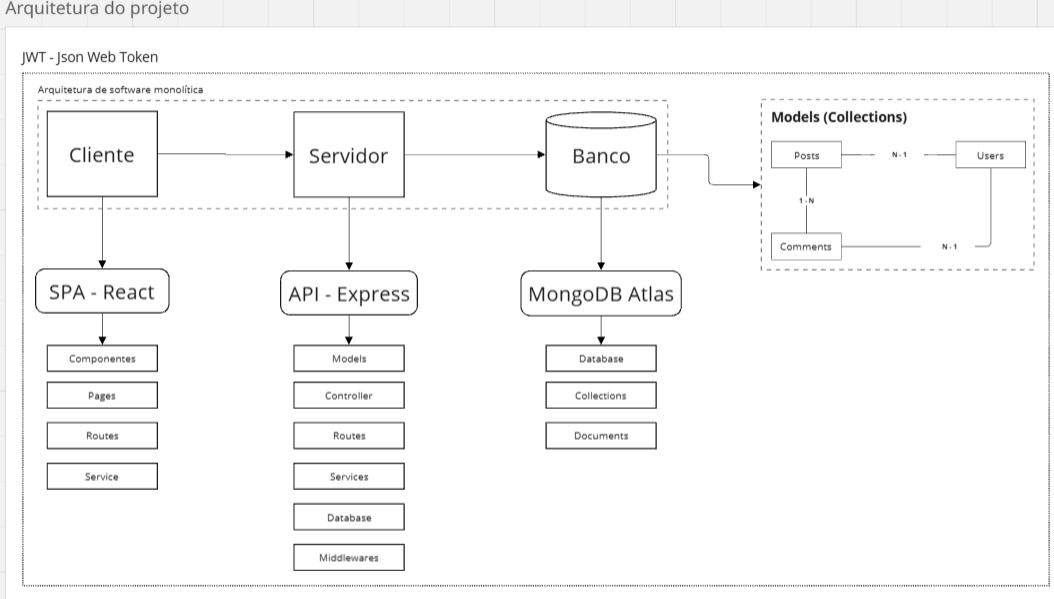 Arquitetura do projeto
JWT - Json Web Token
Arquitetura de software monolítica
Cliente
Servidor
Banco
Models (Collections)
Posts
N - 1
Users
1 - N
Comments
N - 1
SPA - React
API - Express
MongoDB Atlas
Componentes
Pages
Routes
Service
Models
Controller
Routes
Services
Database
Middlewares
Database
Collections
Documents